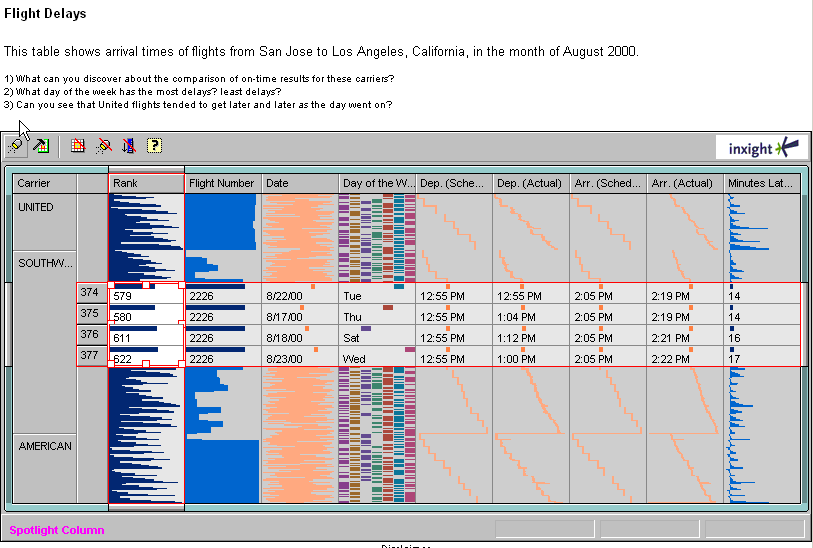 Flight Delays
This table shows arrival times of flights from San Jose to Los Angeles, California, in the month of August 2000.
1) What can you discover about the comparison of on-time results for these carriers?
2) What day of the week has the most delays? least delays?
3) Can you see that United flights tended to get later and later as the day went on?
?
inxight
Carrier Rank Flight Number Date Day of the W... Dep. (Sche... Dep. (Actual) Arr. (Sched... Arr. (Actual) Minutes Lat...
UNITED
SOUTHW...
374 579 2226 8/22/00 Tue 12:55 PM 12:55 PM 2:05 PM 2:19 PM 14
375 580 2226 8/17/00 Thu 12:55 PM 1:04 PM 2:05 PM 2:19 PM 14
376 611 2226 8/18/00 Sat 12:55 PM 1:12 PM 2:05 PM 2:21 PM 16
377 622 2226 8/23/00 Wed 12:55 PM 1:00 PM 2:05 PM 2:22 PM 17
AMERICAN
Spotlight Column